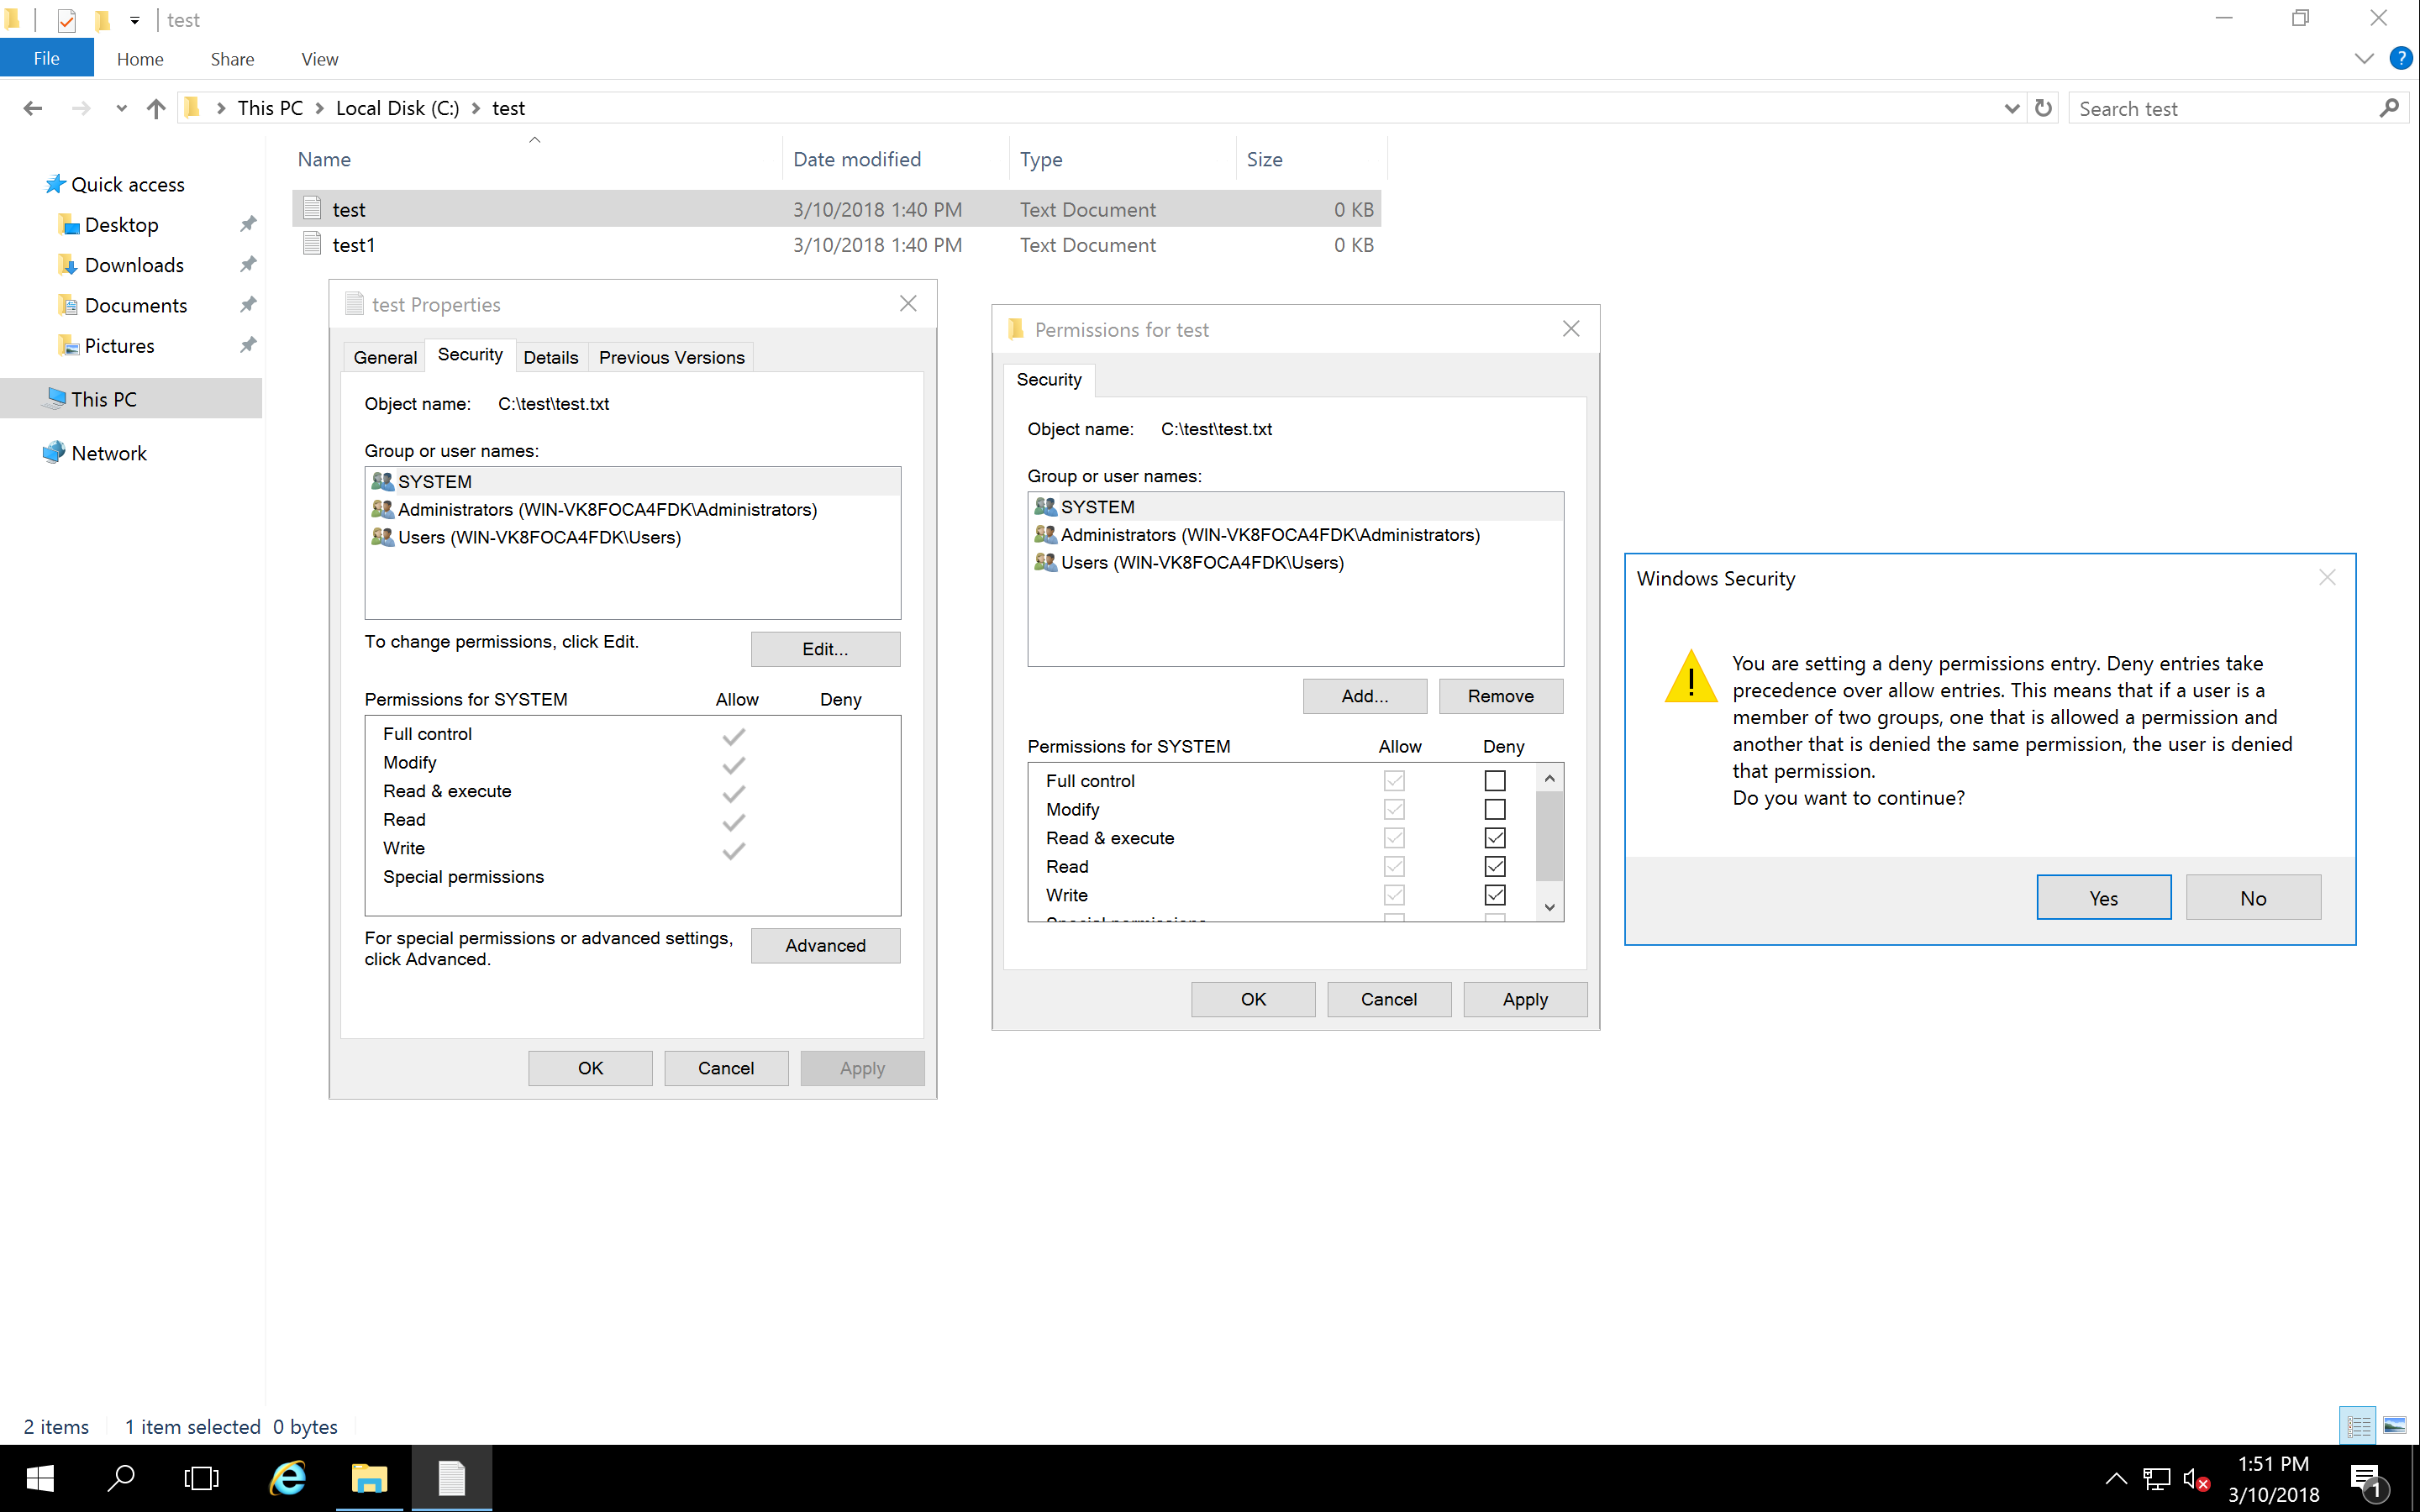 test
File Home Share View
This PC Local Disk (C:) test
Search test
Name Date modified Type Size
Quick access
Desktop
Downloads
Documents
Pictures
This PC
Network
test 3/10/2018 1:40 PM Text Document 0 KB
test1 3/10/2018 1:40 PM Text Document 0 KB
test Properties
General Security Details Previous Versions
Object name: C:\test\test.txt
Group or user names:
SYSTEM
Administrators (WIN-VK8FOCA4FDK\Administrators)
Users (WIN-VK8FOCA4FDK\Users)
To change permissions, click Edit.
Edit...
Permissions for SYSTEM Allow Deny
Full control
Modify
Read & execute
Read
Write
Special permissions
For special permissions or advanced settings,
click Advanced.
Advanced
OK Cancel Apply
Permissions for test
Security
Object name: C:\test\test.txt
Group or user names:
SYSTEM
Administrators (WIN-VK8FOCA4FDK\Administrators)
Users (WIN-VK8FOCA4FDK\Users)
Add... Remove
Permissions for SYSTEM Allow Deny
Full control
Modify
Read & execute
Read
Write
Special permissions
OK Cancel Apply
Windows Security
You are setting a deny permissions entry. Deny entries take
precedence over allow entries. This means that if a user is a
member of two groups, one that is allowed a permission and
another that is denied the same permission, the user is denied
that permission.
Do you want to continue?
Yes No
2 items 1 item selected 0 bytes
1:51 PM
3/10/2018
1